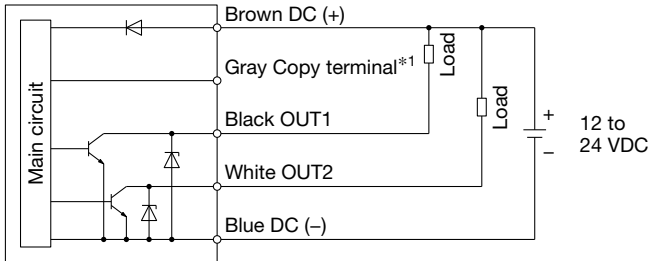 Brown DC (+)
Gray Copy terminal*1
Black OUT1
White OUT2
Blue DC (−)
Main circuit
Load
Load
+
−
12 to
24 VDC